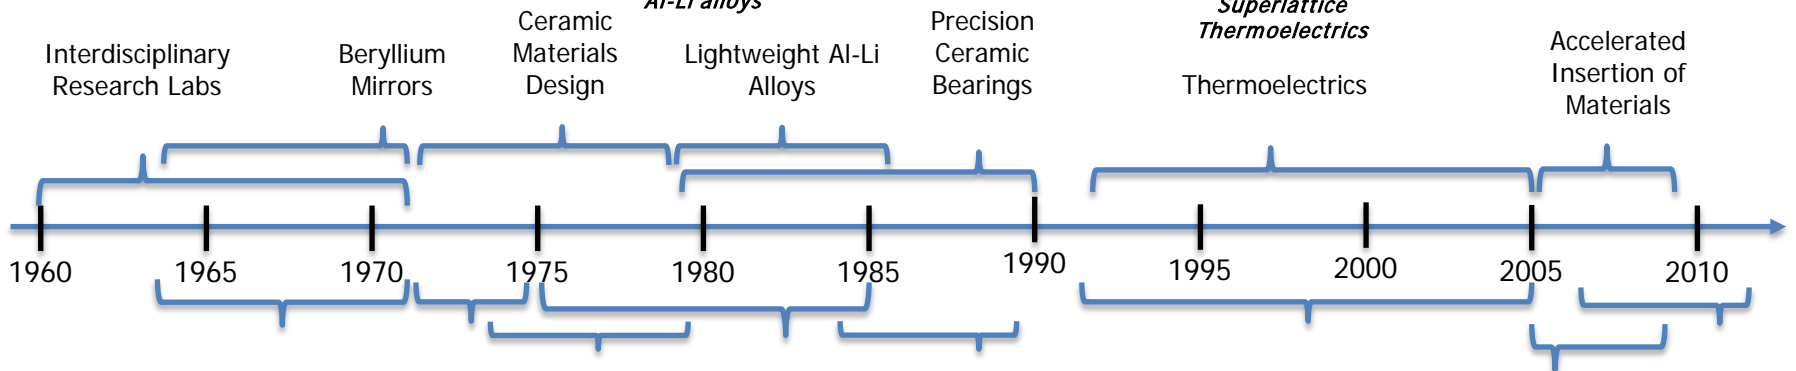 Al-Li alloys
Superlattice
Thermoelectrics
Interdisciplinary
Research Labs
Beryllium
Mirrors
Ceramic
Materials
Design
Lightweight Al-Li
Alloys
Precision
Ceramic
Bearings
Thermoelectrics
Accelerated
Insertion of
Materials
1960
1965
1970
1975
1980
1985
1990
1995
2000
2005
2010